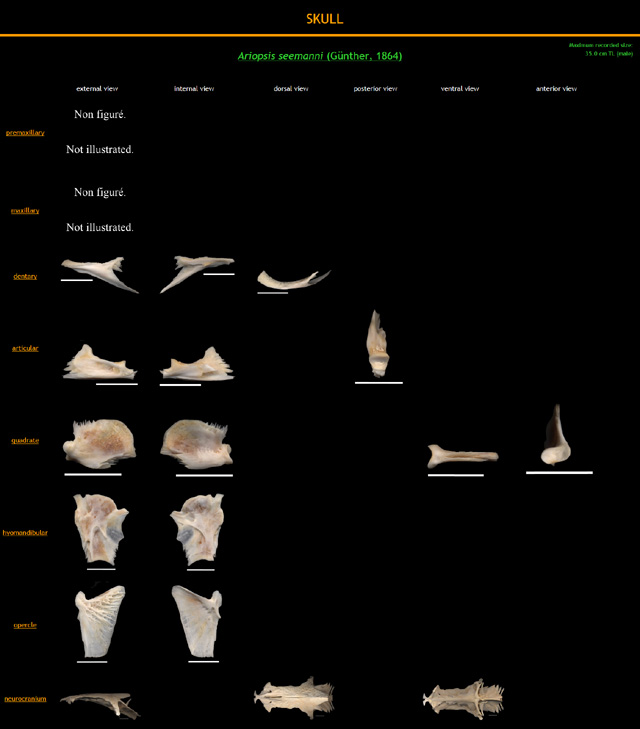 SKULL
Maximum recorded size:
35.0 cm TL (male)
Ariopsis seemanni (Günther, 1864)
external view internal view dorsal view posterior view ventral view anterior view
Non figuré.
premaxillary
Not illustrated.
Non figuré.
maxillary
Not illustrated.
dentary
articular
quadrate
hyomandibular
opercle
neurocranium